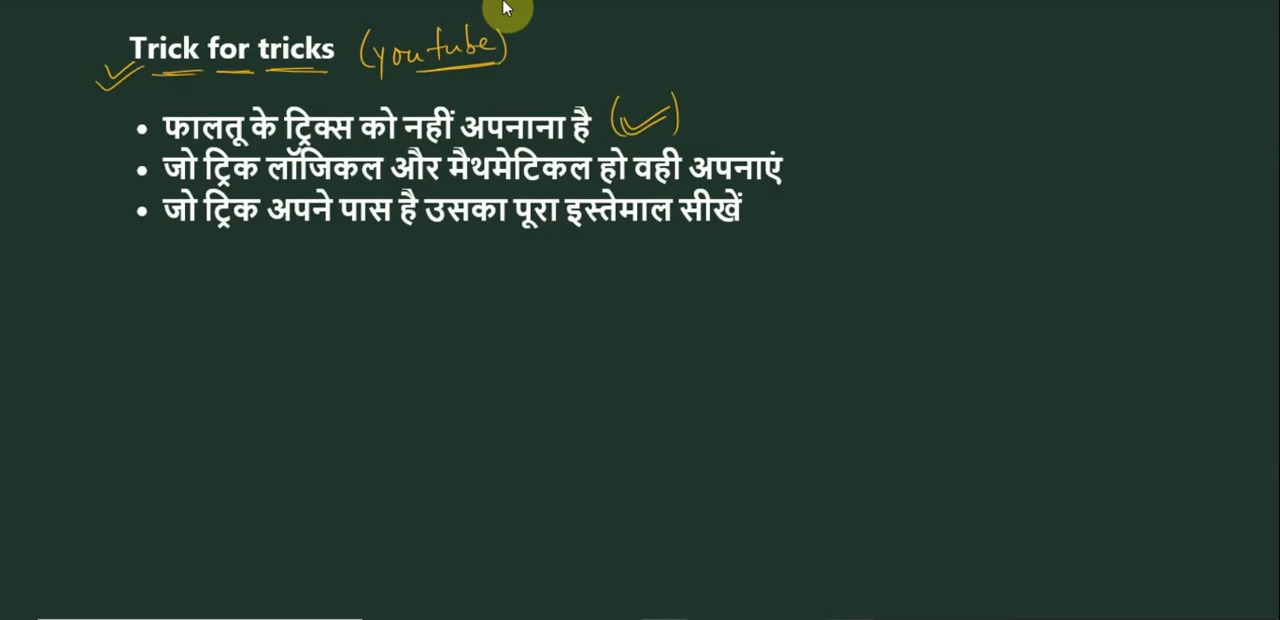 Trick for tricks (youtube)
• फालतू के ट्रिक्स को नहीं अपनाना है (✓)
• जो ट्रिक लॉजिकल और मैथमेटिकल हो वही अपनाएं
• जो ट्रिक अपने पास है उसका पूरा इस्तेमाल सीखें